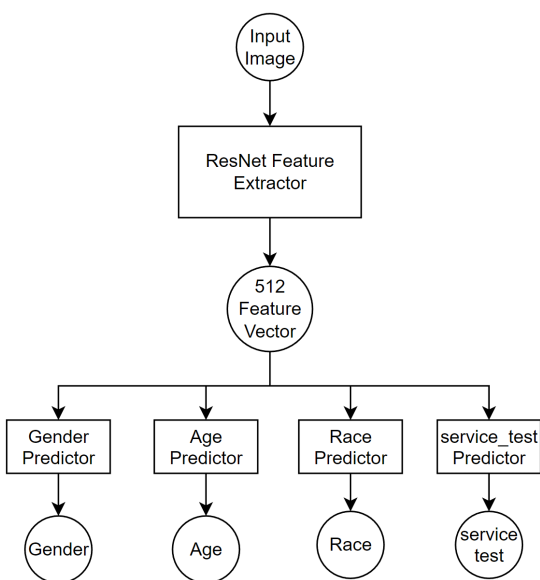 Input
Image
ResNet Feature
Extractor
512
Feature
Vector
Gender
Predictor
Age
Predictor
Race
Predictor
service_test
Predictor
Gender
Age
Race
service
test